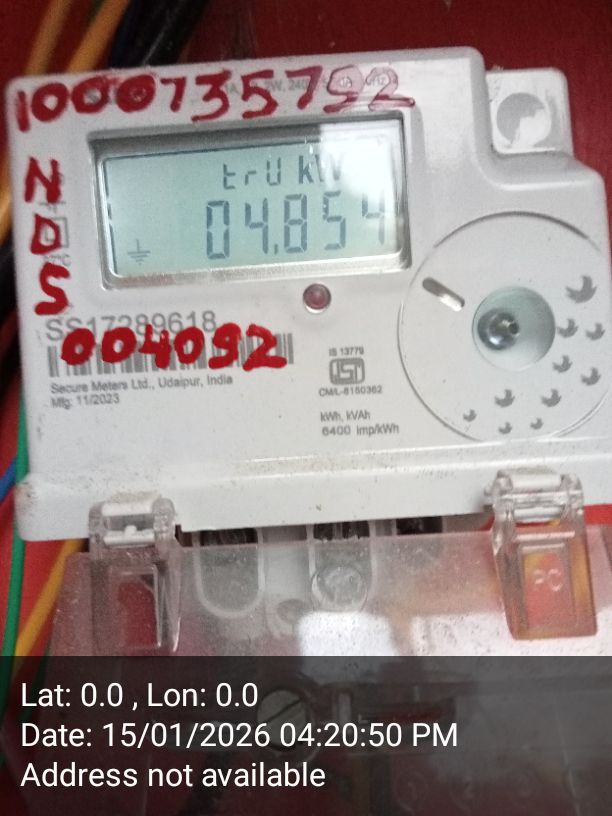 1000735792
trU kW
04.854
N
D
S
SS17289618
004092
Secure Meters Ltd., Udaipur, India
Mfg: 11/2023
IS 13779
ISI
CM/L-8150362
kWh, kVAh
6400 imp/kWh
PC
Lat: 0.0 , Lon: 0.0
Date: 15/01/2026 04:20:50 PM
Address not available